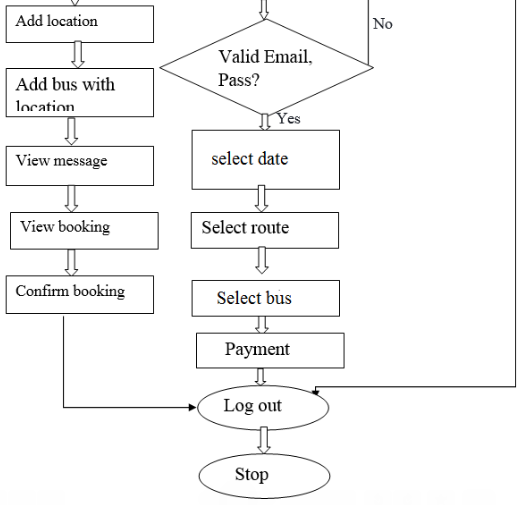 Add location
Add bus with
location
View message
View booking
Confirm booking
No
Valid Email,
Pass?
Yes
select date
Select route
Select bus
Payment
Log out
Stop